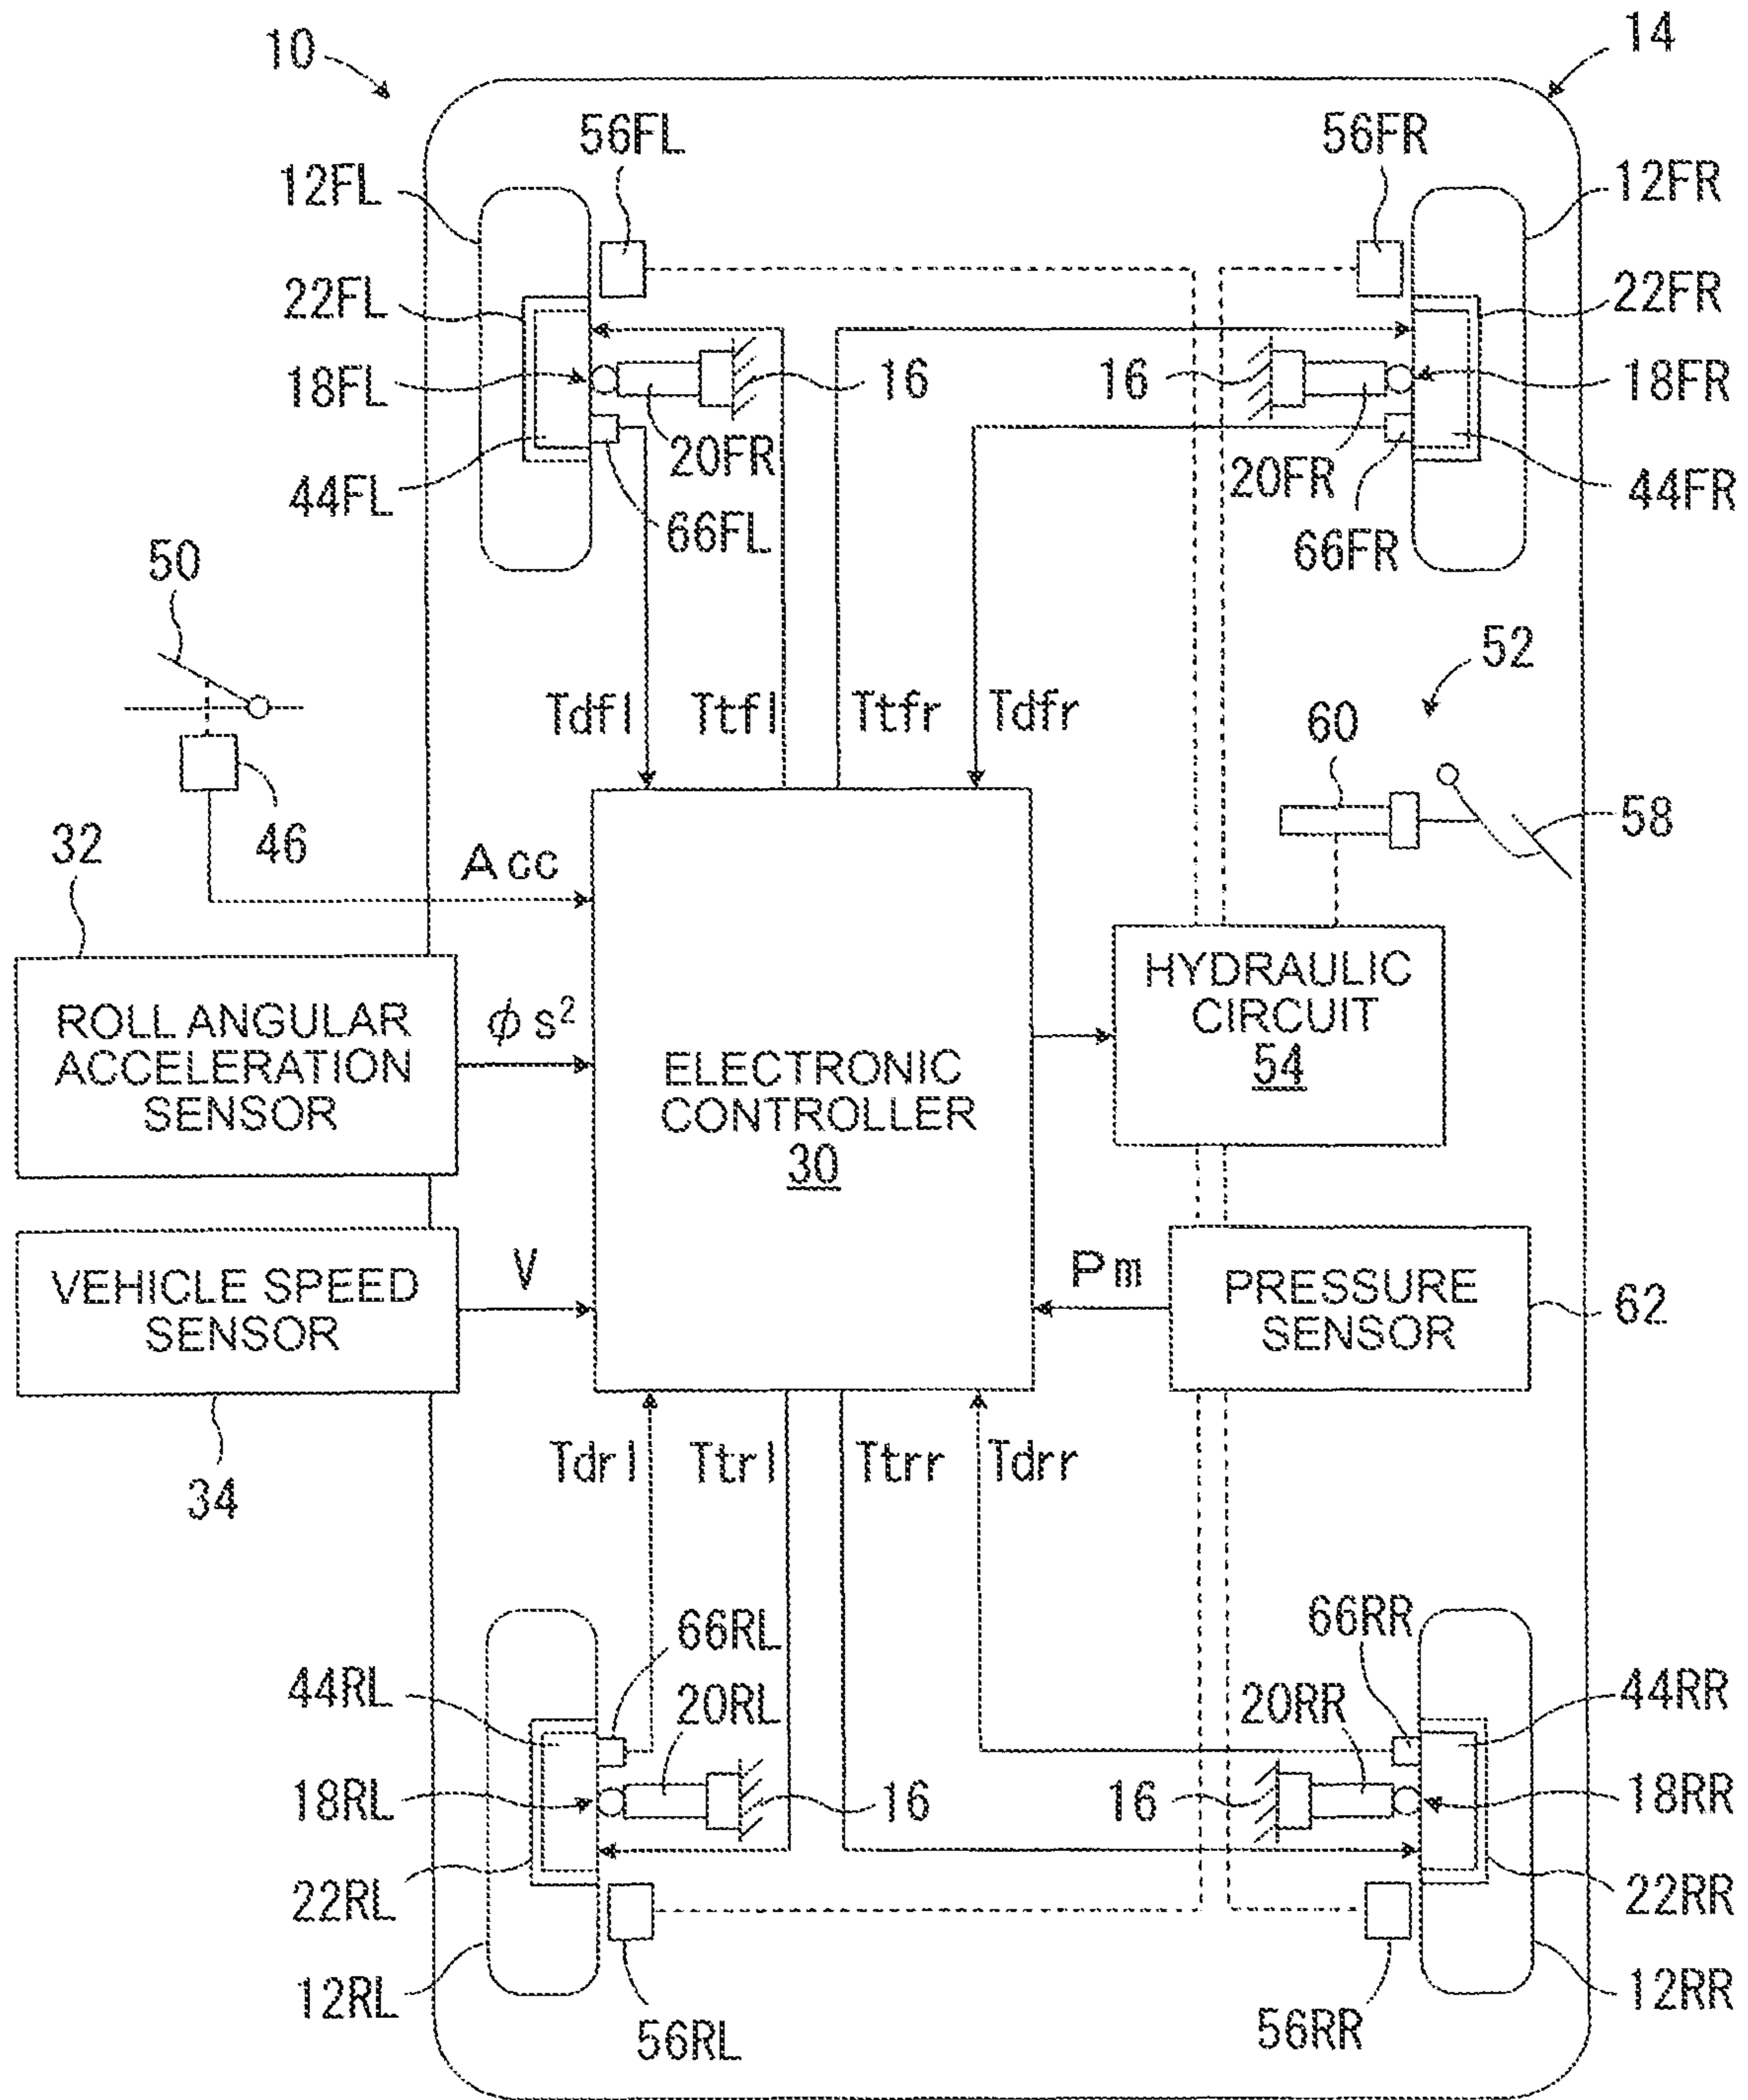 10
14
56FL
56FR
12FL
12FR
22FL
22FR
18FL
16
16
18FR
20FR
20FR
44FL
44FR
66FL
66FR
50
52
Tdfl
Ttfl
Ttfr
Tdfr
60
58
46
32
Acc
ROLL ANGULAR
ACCELERATION
SENSOR
ϕs²
ELECTRONIC
CONTROLLER
30
HYDRAULIC
CIRCUIT
54
VEHICLE SPEED
SENSOR
V
Pm
PRESSURE
SENSOR
62
34
Tdrl
Ttrl
Ttrr
Tdrr
66RL
66RR
44RL
20RL
20RR
44RR
18RL
16
16
18RR
22RL
22RR
12RL
12RR
56RL
56RR